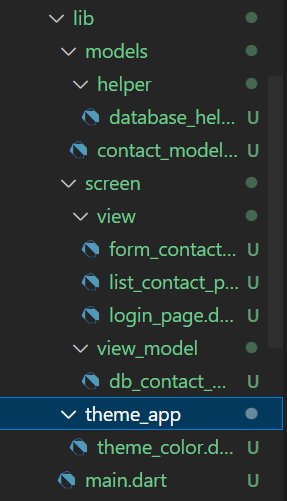 lib
models
helper
database_hel... U
contact_model... U
screen
view
form_contact... U
list_contact_p... U
login_page.d... U
view_model
db_contact_... U
theme_app
theme_color.d... U
main.dart U